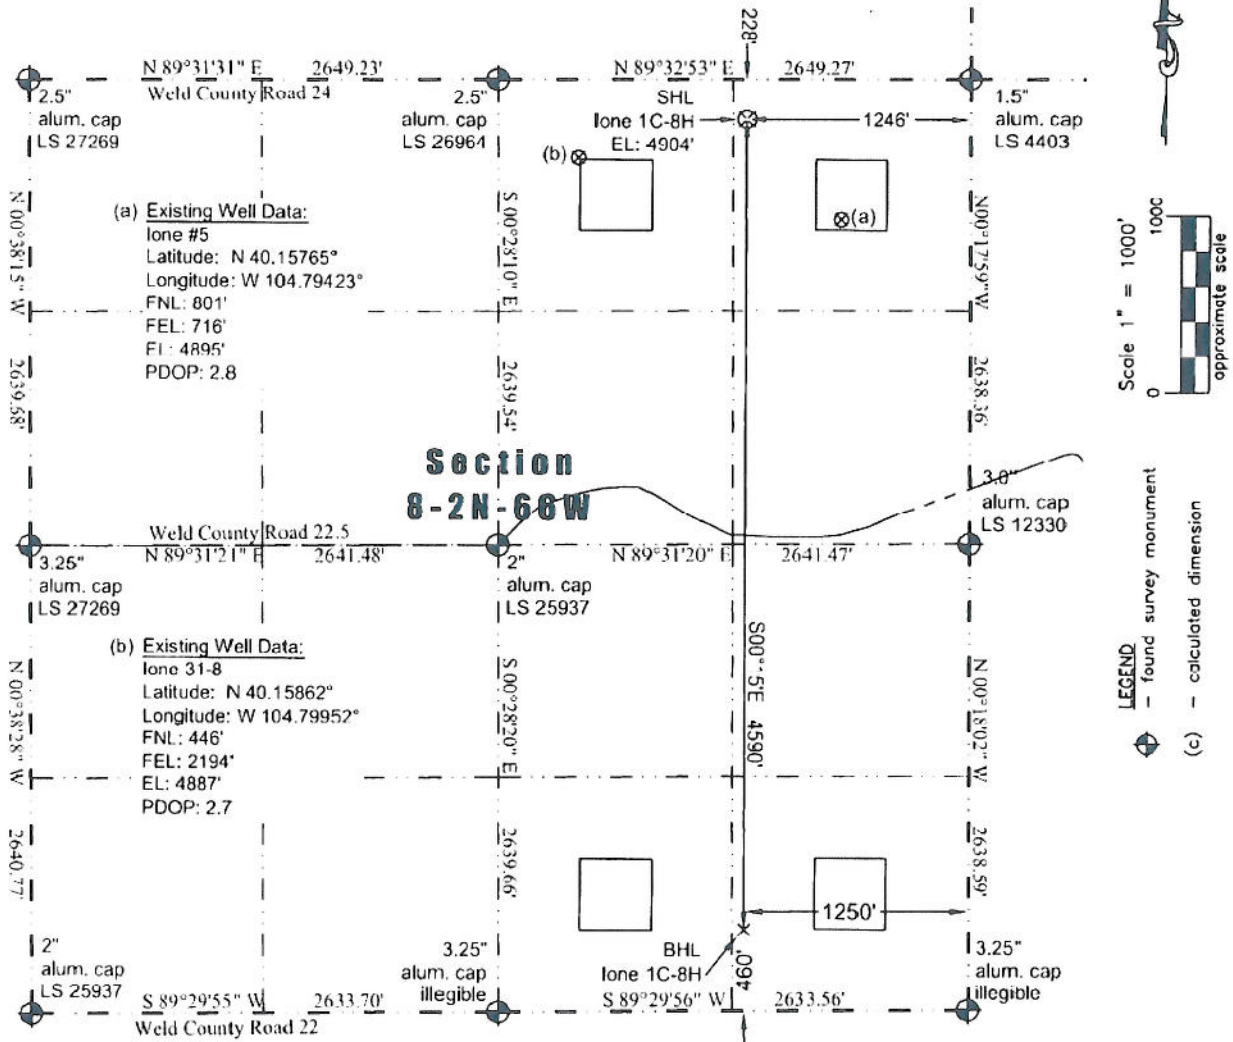 228'
N 89°31'31" E 2649.23'
Weld County Road 24
N 89°32'53" E 2649.27'
2.5"
alum. cap
LS 27269
2.5"
alum. cap
LS 26964
SHL
Ione 1C-8H
EL: 4904'
1246'
1.5"
alum. cap
LS 4403
(b)
(a)
(a) Existing Well Data:
Ione #5
Latitude: N 40.15765°
Longitude: W 104.79423°
FNL: 801'
FEL: 716'
EL: 4895'
PDOP: 2.8
N 00°38'15" W
2639.68'
S 00°28'10" E
2639.54'
N00°17'59"W
2638.36'
Section
8-2N-66W
3.0"
alum. cap
LS 12330
Weld County Road 22.5
N 89°31'21" E 2641.48'
N 89°31'20" E 2641.47'
3.25"
alum. cap
LS 27269
2"
alum. cap
LS 25937
(b) Existing Well Data:
Ione 31-8
Latitude: N 40.15862°
Longitude: W 104.79952°
FNL: 446'
FEL: 2194'
EL: 4887'
PDOP: 2.7
N 00°38'28" W
2640.77'
S 00°28'20" E
2639.66'
4590'
N 00°18'02" W
2638.59'
1250'
2"
alum. cap
LS 25937
3.25"
alum. cap
illegible
BHL
Ione 1C-8H
460'
3.25"
alum. cap
illegible
S 89°29'55" W 2633.70'
Weld County Road 22
S 89°29'56" W 2633.56'
Scale 1" = 1000'
0 1000
approximate scale
LEGEND
- found survey monument
(c) - calculated dimension